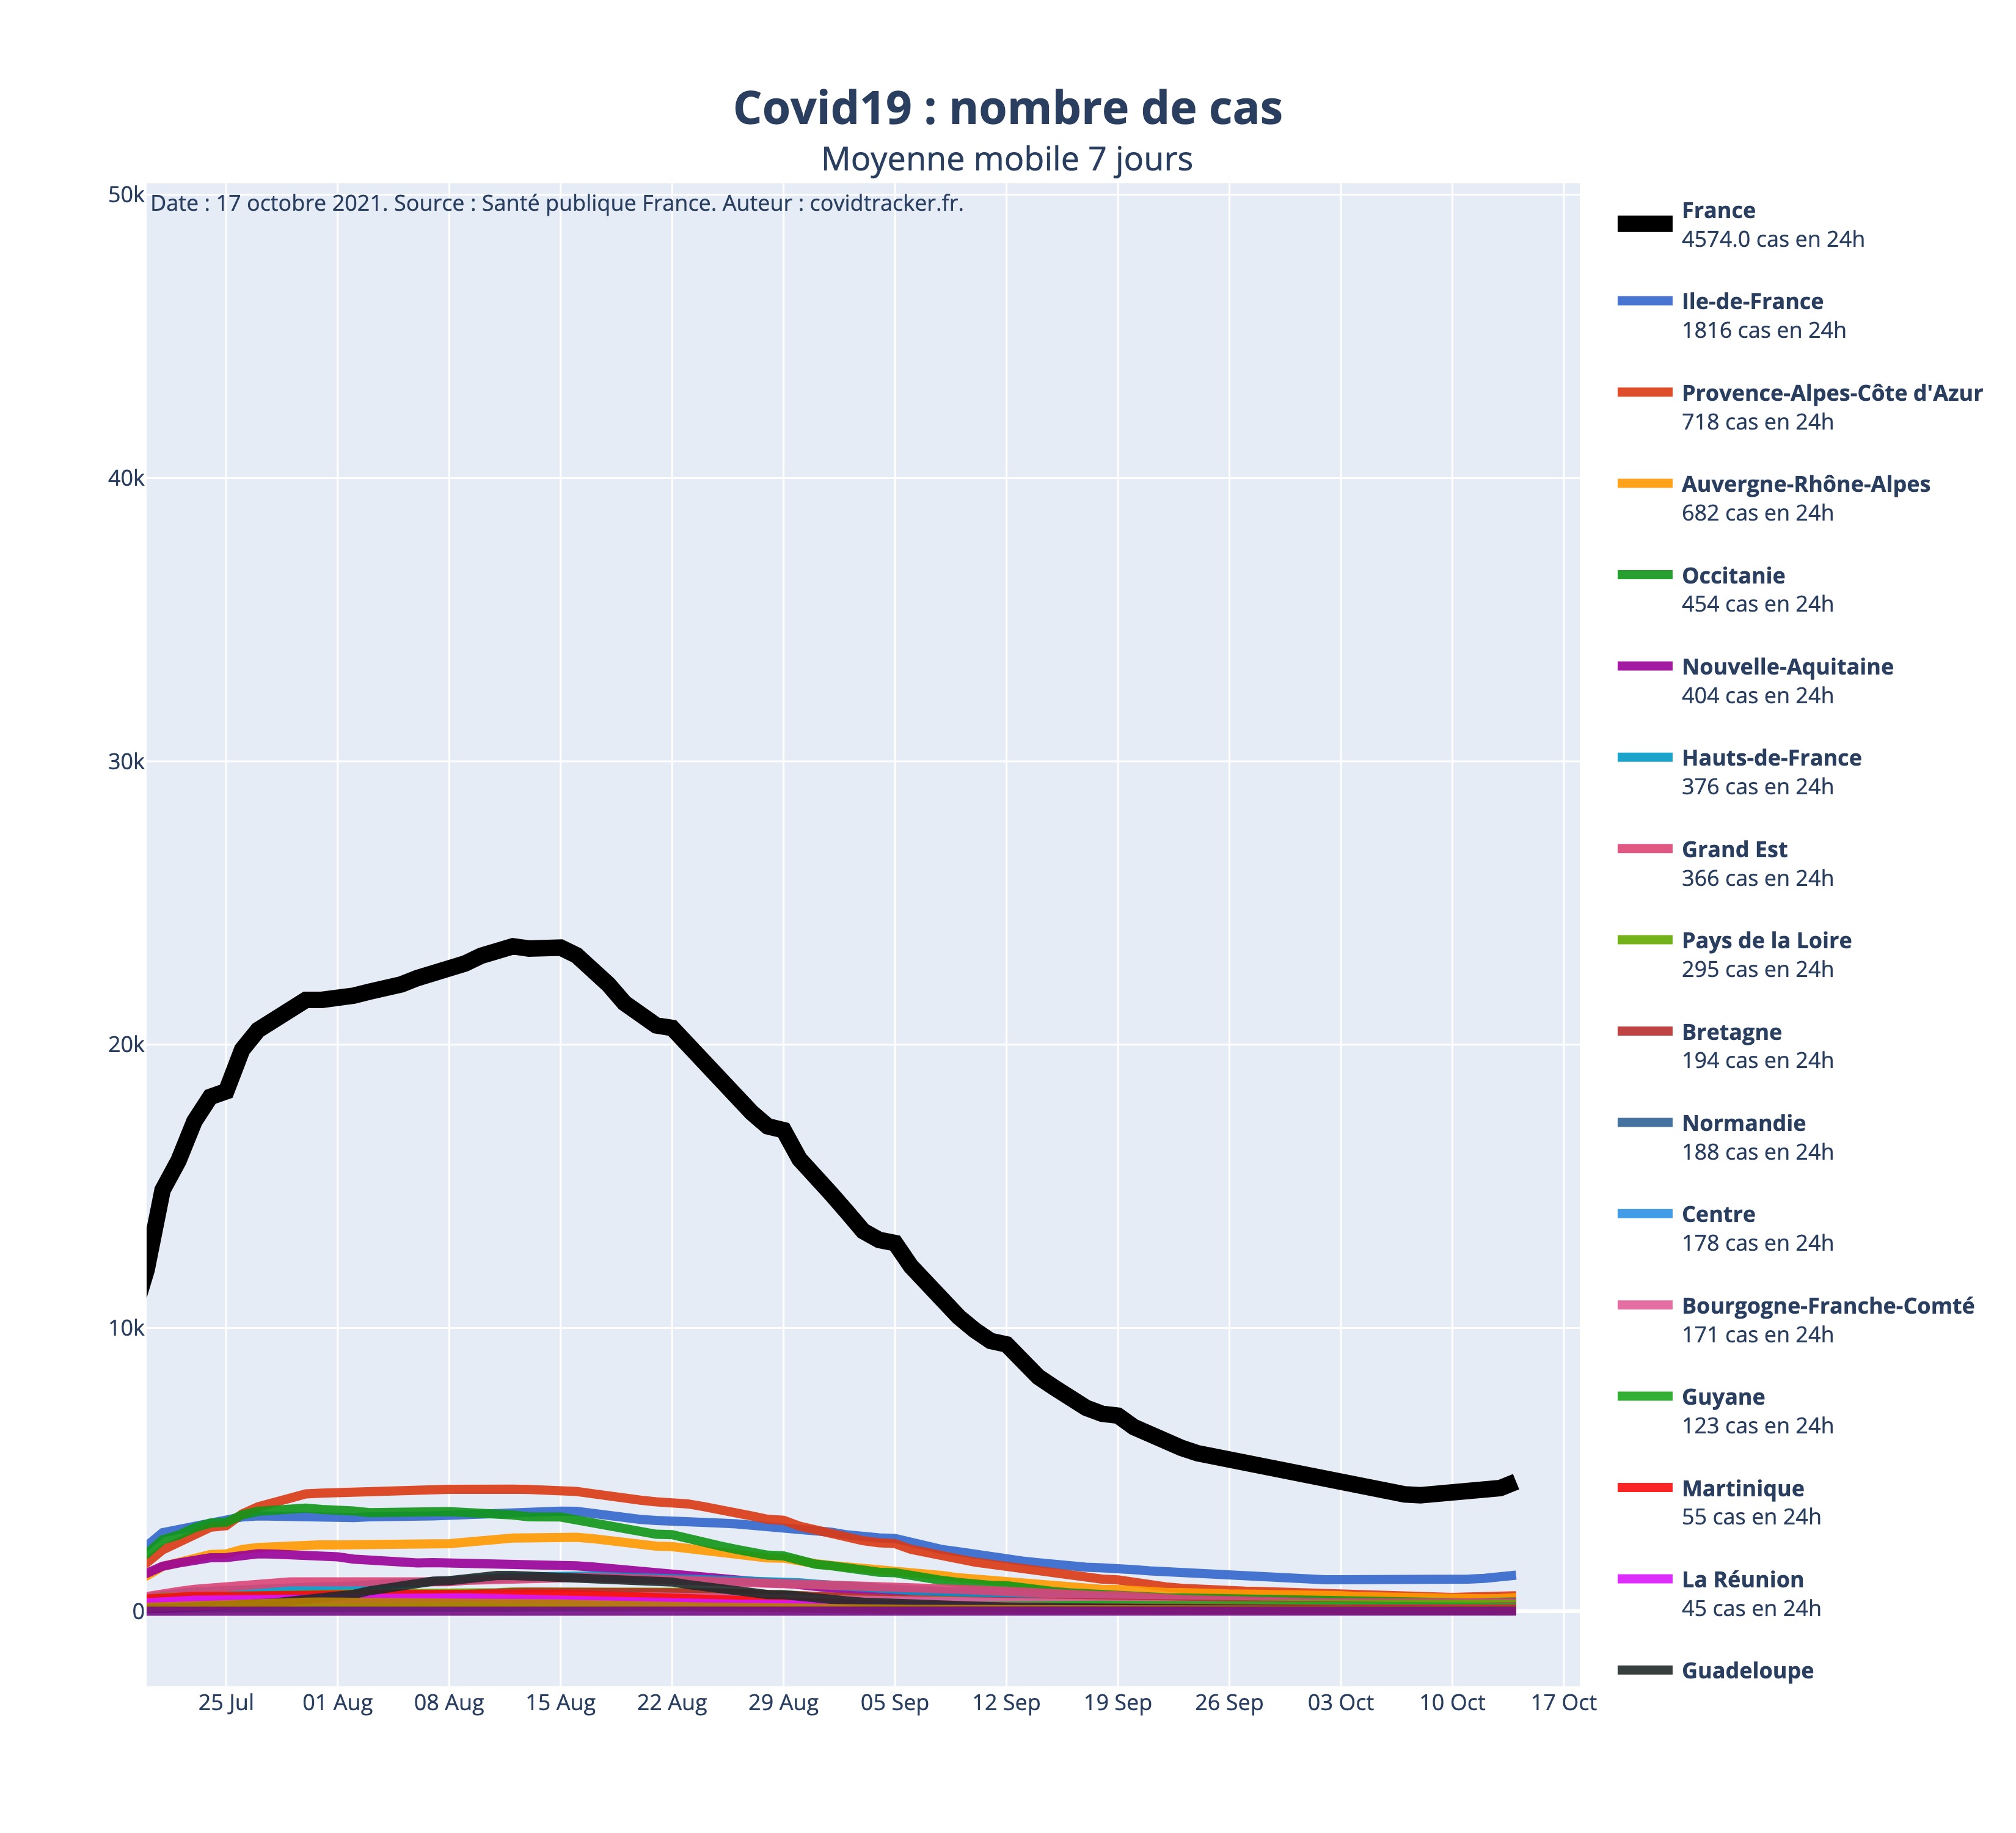 Covid19 : nombre de cas
Moyenne mobile 7 jours
Date : 17 octobre 2021. Source : Santé publique France. Auteur : covidtracker.fr.
50k
40k
30k
20k
10k
0
25 Jul
01 Aug
08 Aug
15 Aug
22 Aug
29 Aug
05 Sep
12 Sep
19 Sep
26 Sep
03 Oct
10 Oct
17 Oct
France
4574.0 cas en 24h
Ile-de-France
1816 cas en 24h
Provence-Alpes-Côte d'Azur
718 cas en 24h
Auvergne-Rhône-Alpes
682 cas en 24h
Occitanie
454 cas en 24h
Nouvelle-Aquitaine
404 cas en 24h
Hauts-de-France
376 cas en 24h
Grand Est
366 cas en 24h
Pays de la Loire
295 cas en 24h
Bretagne
194 cas en 24h
Normandie
188 cas en 24h
Centre
178 cas en 24h
Bourgogne-Franche-Comté
171 cas en 24h
Guyane
123 cas en 24h
Martinique
55 cas en 24h
La Réunion
45 cas en 24h
Guadeloupe